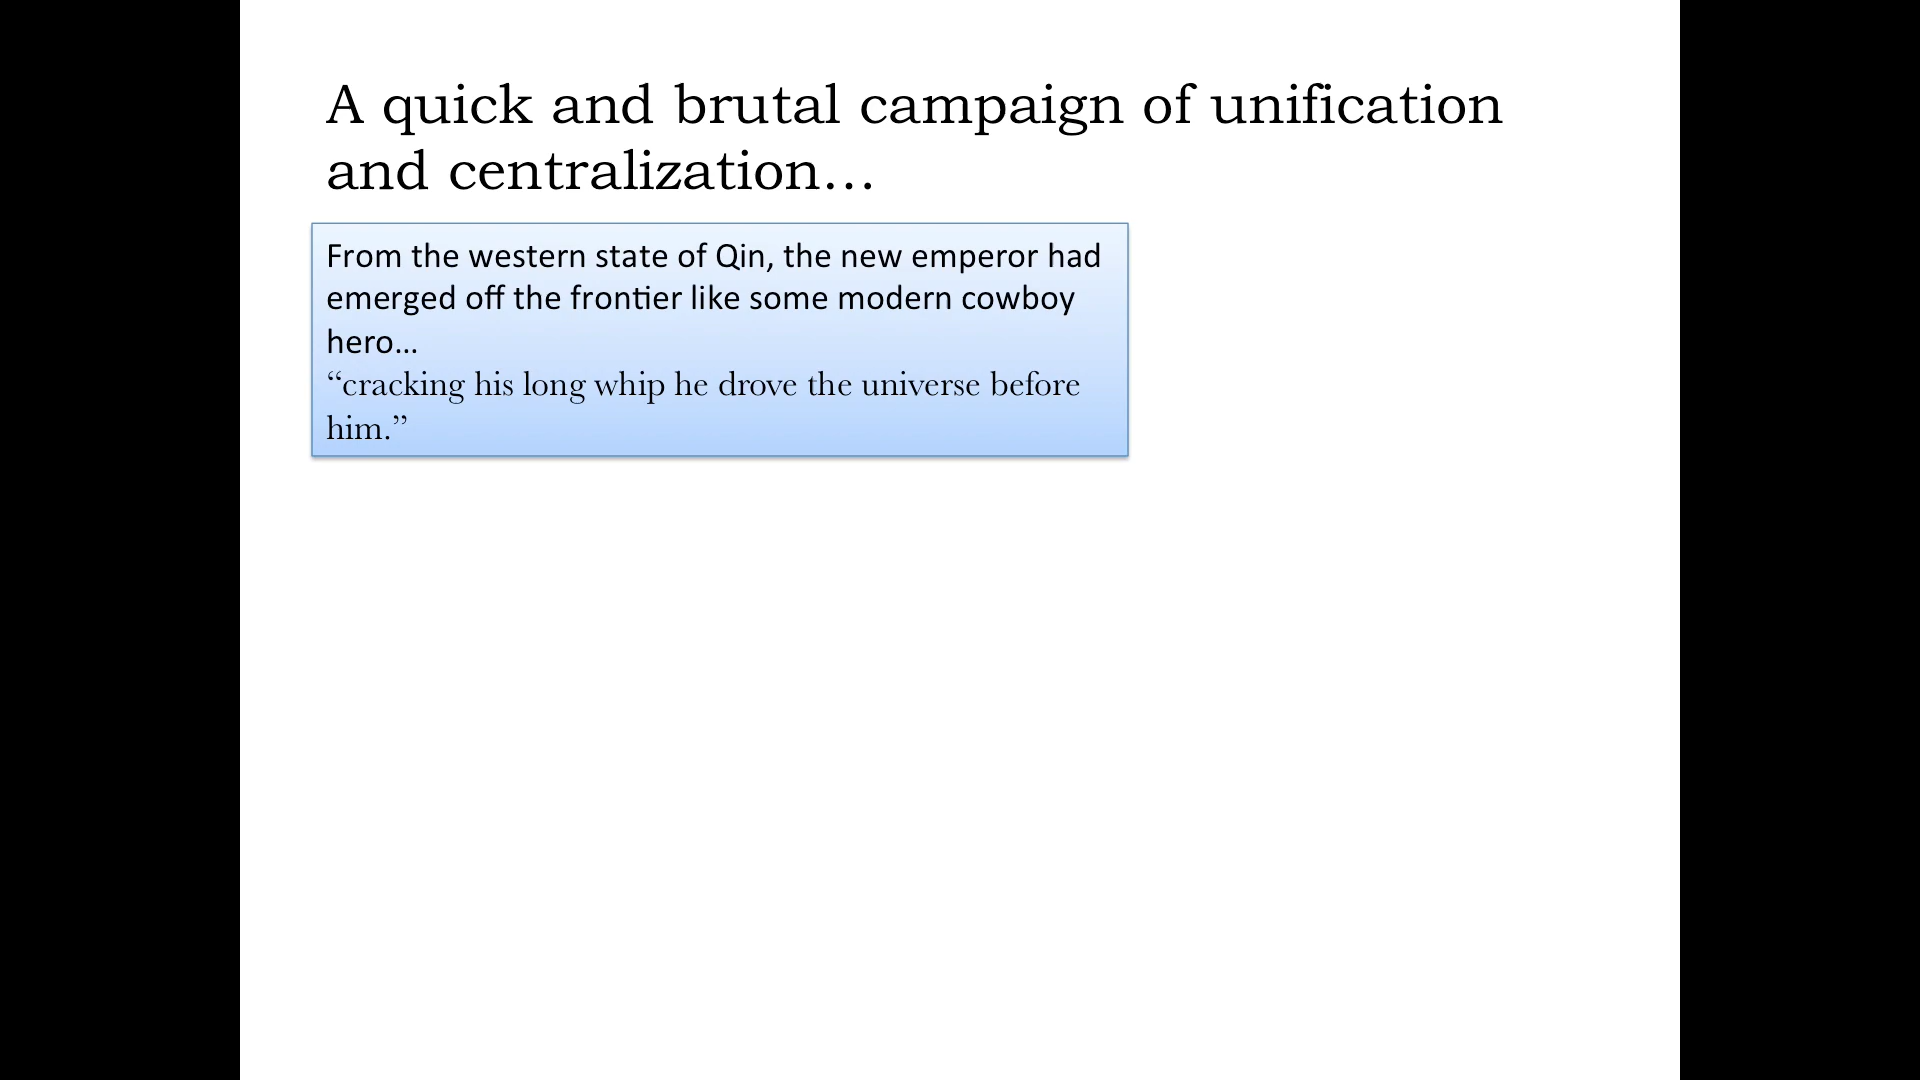 A quick and brutal campaign of unification
and centralization…
From the western state of Qin, the new emperor had
emerged off the frontier like some modern cowboy
hero…
“cracking his long whip he drove the universe before
him.”